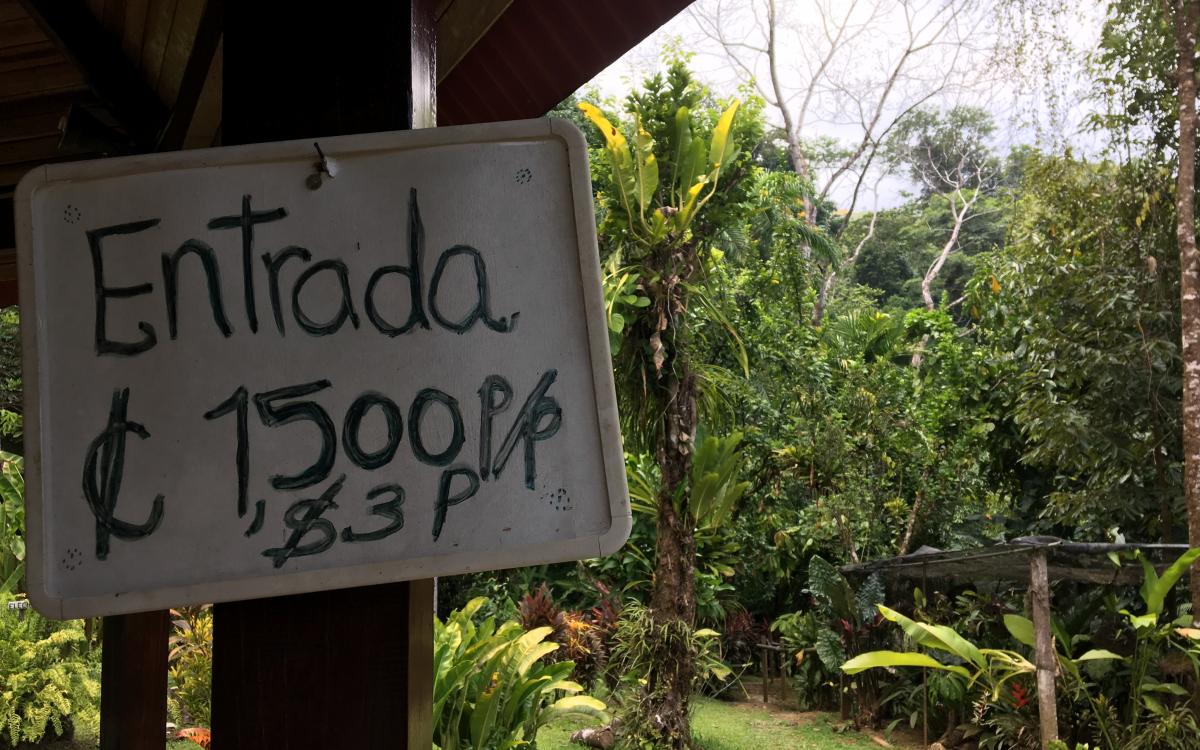 Entrada
₡ 1,500 P/P
$3 P